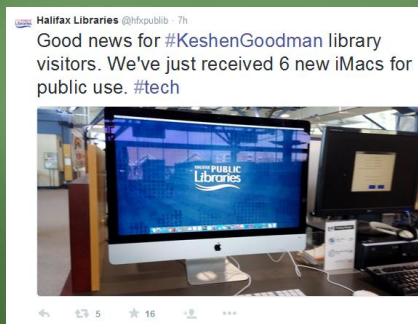 Halifax Libraries @hfxpublib · 7h
Good news for #KeshenGoodman library
visitors. We've just received 6 new iMacs for
public use. #tech
HALIFAX PUBLIC
Libraries
5 16